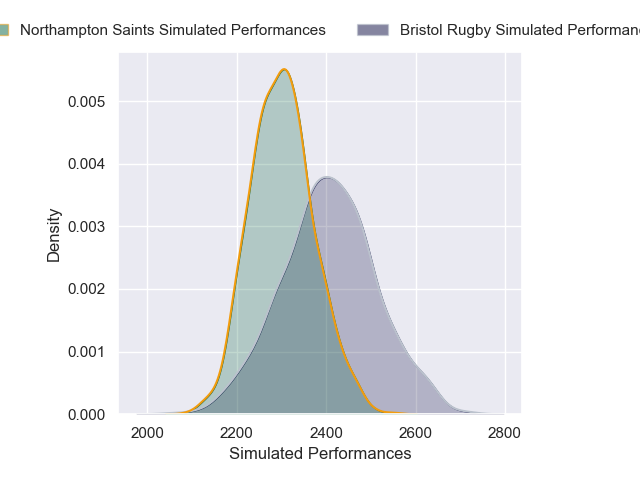 Northampton Saints Simulated Performances
Bristol Rugby Simulated
0.005
0.004
0.003
0.002
0.001
0.000
Density
2000 2200 2400 2600 2800
Simulated Performances